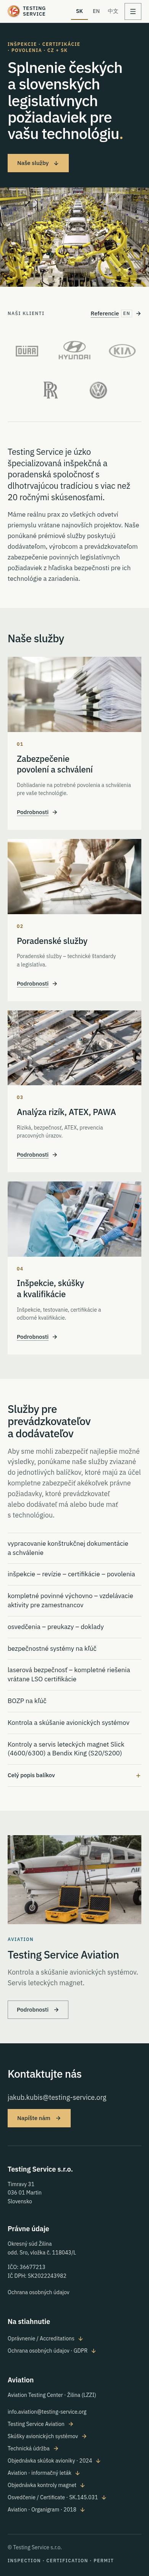 TESTING
SERVICE
SK EN 中文
INŠPEKCIE · CERTIFIKÁCIE
· POVOLENIA · CZ + SK
Splnenie českých
a slovenských
legislatívnych
požiadaviek pre
vašu technológiu.
Naše služby ↓
NAŠI KLIENTI
Referencie EN →
GURR
HYUNDAI
KIA
Testing Service je úzko
špecializovaná inšpekčná a
poradenská spoločnosť s
dlhotrvajúcou tradíciou s viac než
20 ročnými skúsenosťami.
Máme reálnu prax zo všetkých odvetví
priemyslu vrátane najnovších projektov. Naše
ponúkané prémiové služby poskytujú
dodávateľom, výrobcom a prevádzkovateľom
zabezpečenie povinných legislatívnych
požiadaviek z hľadiska bezpečnosti pre ich
technológie a zariadenia.
Naše služby
01
Zabezpečenie
povolení a schválení
Dohliadanie na pravidelné povolenia a schválenia
pre vaše technológie.
Podrobnosti →
02
Poradenské služby
Poradenské služby – technické štandardy
a legislatíva.
Podrobnosti →
03
Analýza rizík, ATEX, PAWA
Riziká, bezpečnosť, ATEX, prevencia
pracovných úrazov.
Podrobnosti →
04
Inšpekcie, skúšky
a kvalifikácie
Inšpekcie, testovanie, certifikácia a
odborné kvalifikácie.
Podrobnosti →
Služby pre
prevádzkovateľov
a dodávateľov
Aby sme mohli zabezpečiť najlepšie možné
výsledky, ponúkame naše služby zviazané
do jednotlivých balíčkov, ktoré majú za účel
kompletne zabezpečiť akékoľvek právne
požiadavky, ktoré prevádzkovateľ
alebo dodávateľ má alebo bude mať
s technológiou.
vypracovanie konštrukčnej dokumentácie
a schválenie
inšpekcie – revízie – certifikácie – povolenia
kompletné povinné výchovno – vzdelávacie
aktivity pre zamestnancov
osvedčenia – preukazy – doklady
bezpečnostné systémy na kľúč
laserová bezpečnosť – kompletné riešenia
vrátane LSO certifikácie
BOZP na kľúč
Kontrola a skúšanie avionických systémov
Kontrola a servis leteckých magnet Slick
(4600/6300) a Bendix King (S20/S200)
Celý popis balíkov +
AVIATION
Testing Service Aviation
Kontrola a skúšanie avionických systémov.
Servis leteckých magnet.
Podrobnosti →
Kontaktujte nás
jakub.kubis@testing-service.org
Napíšte nám →
Testing Service s.r.o.
Timravy 31
036 01 Martin
Slovensko
Právne údaje
Okresný súd Žilina
odd. Sro, vložka č. 118043/L
IČO: 36677213
IČ DPH: SK2022243982
Ochrana osobných údajov
Na stiahnutie
Oprávnenie / Accreditations ↓
Ochrana osobných údajov · GDPR ↓
Aviation
Aviation Testing Center · Žilina (LZZI)
info.aviation@testing-service.org
Testing Service Aviation →
Skúšky avionických systémov →
Technická údržba →
Objednávka skúšok avioniky · 2024 ↓
Aviation · informačný leták ↓
Objednávka kontroly magnet ↓
Osvedčenie / Certificate · SK.145.031 ↓
Aviation · Organigram · 2018 ↓
© Testing Service s.r.o.
INSPECTION · CERTIFICATION · PERMIT